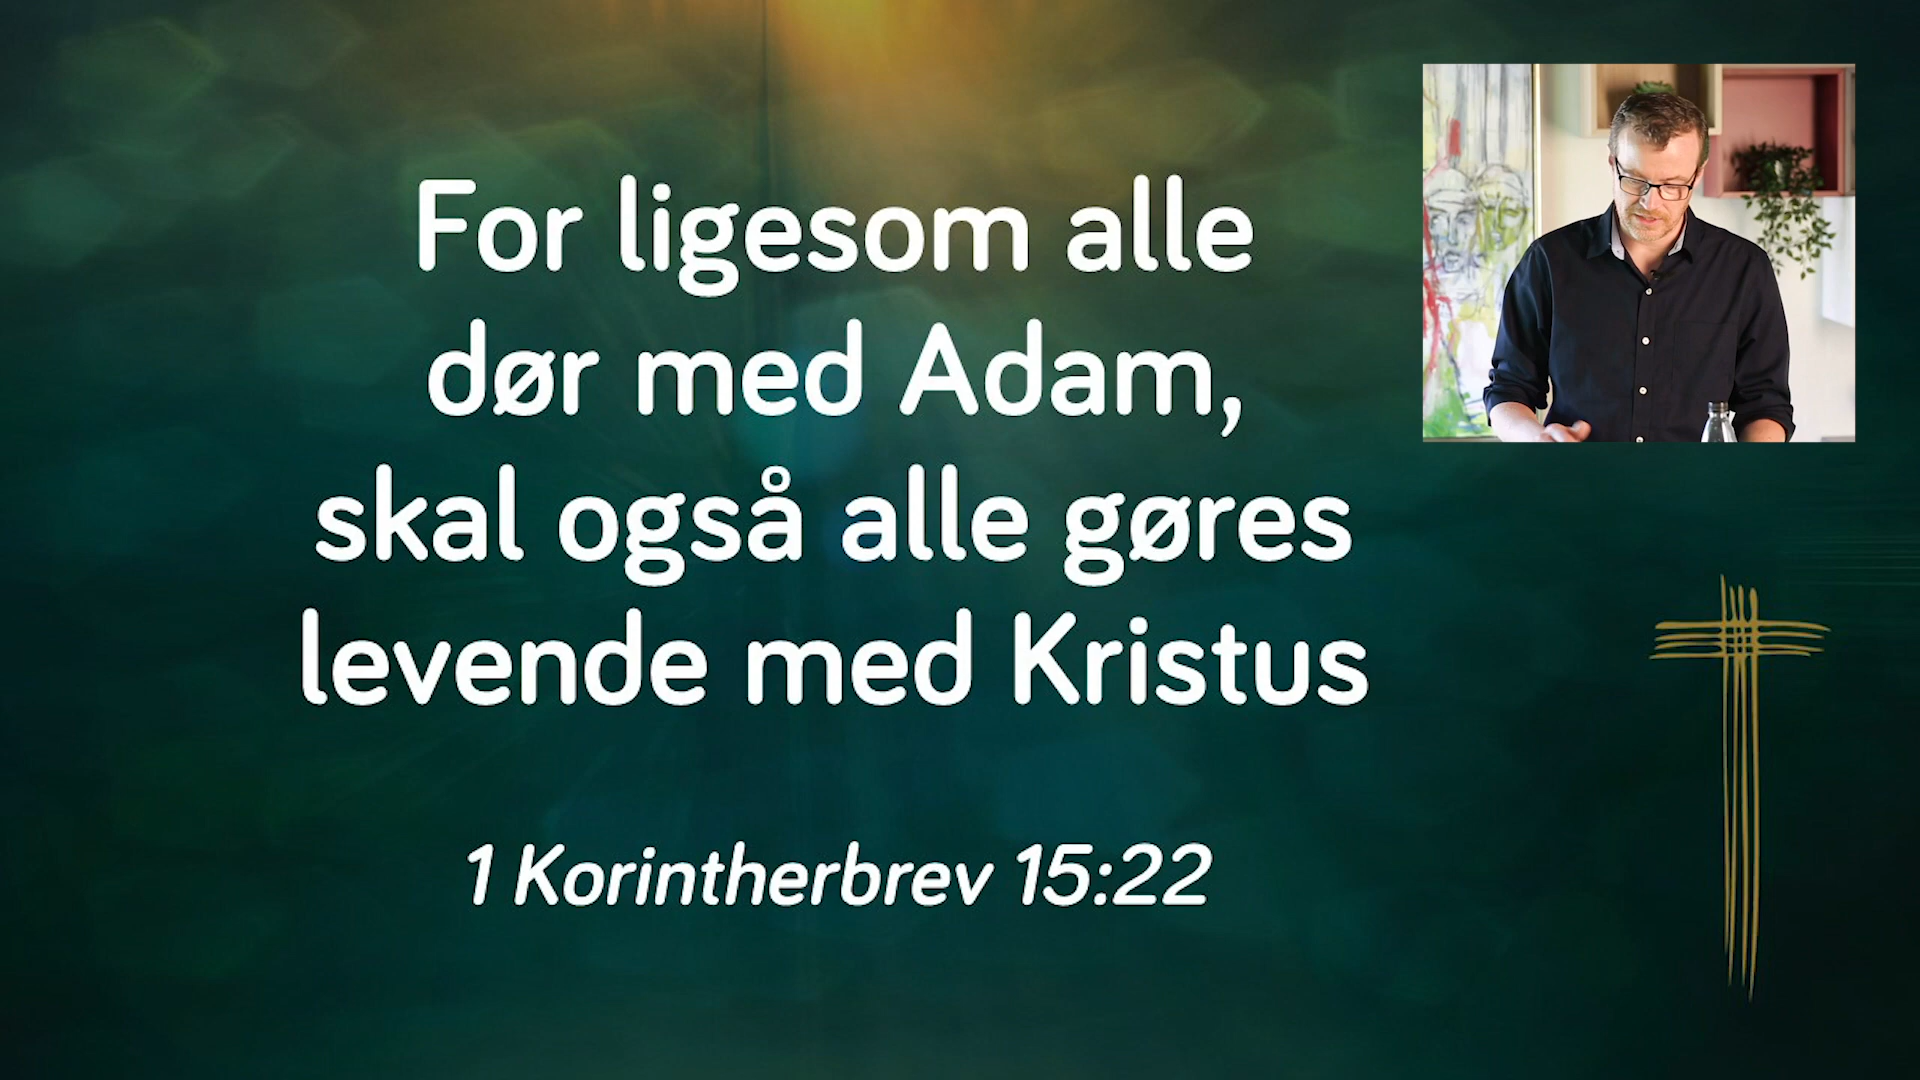 For ligesom alle
dør med Adam,
skal også alle gøres
levende med Kristus
1 Korintherbrev 15:22